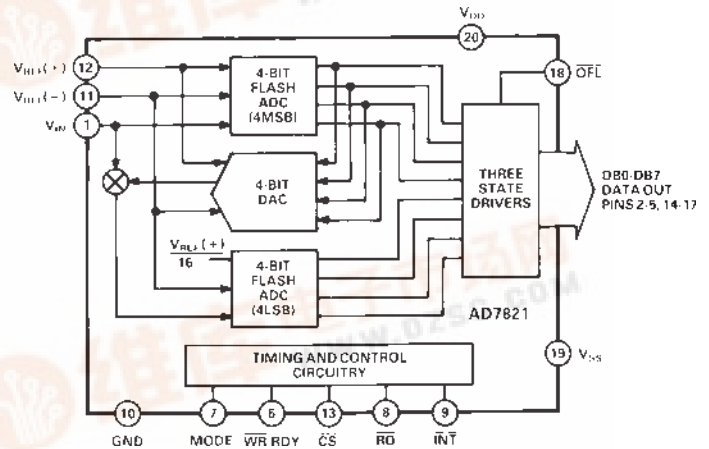 VDD
20
VREF(+) 12
VREF(−) 11
VIN 1
4-BIT
FLASH
ADC
(4MSB)
18 OFL
4-BIT
DAC
THREE
STATE
DRIVERS
DB0-DB7
DATA OUT
PINS 2-5, 14-17
VREF(+)
16
4-BIT
FLASH
ADC
(4LSB)
AD7821
WWW.DZSC.COM
TIMING AND CONTROL
CIRCUITRY
19 VSS
10 7 6 13 8 9
GND MODE WR RDY CS RD INT